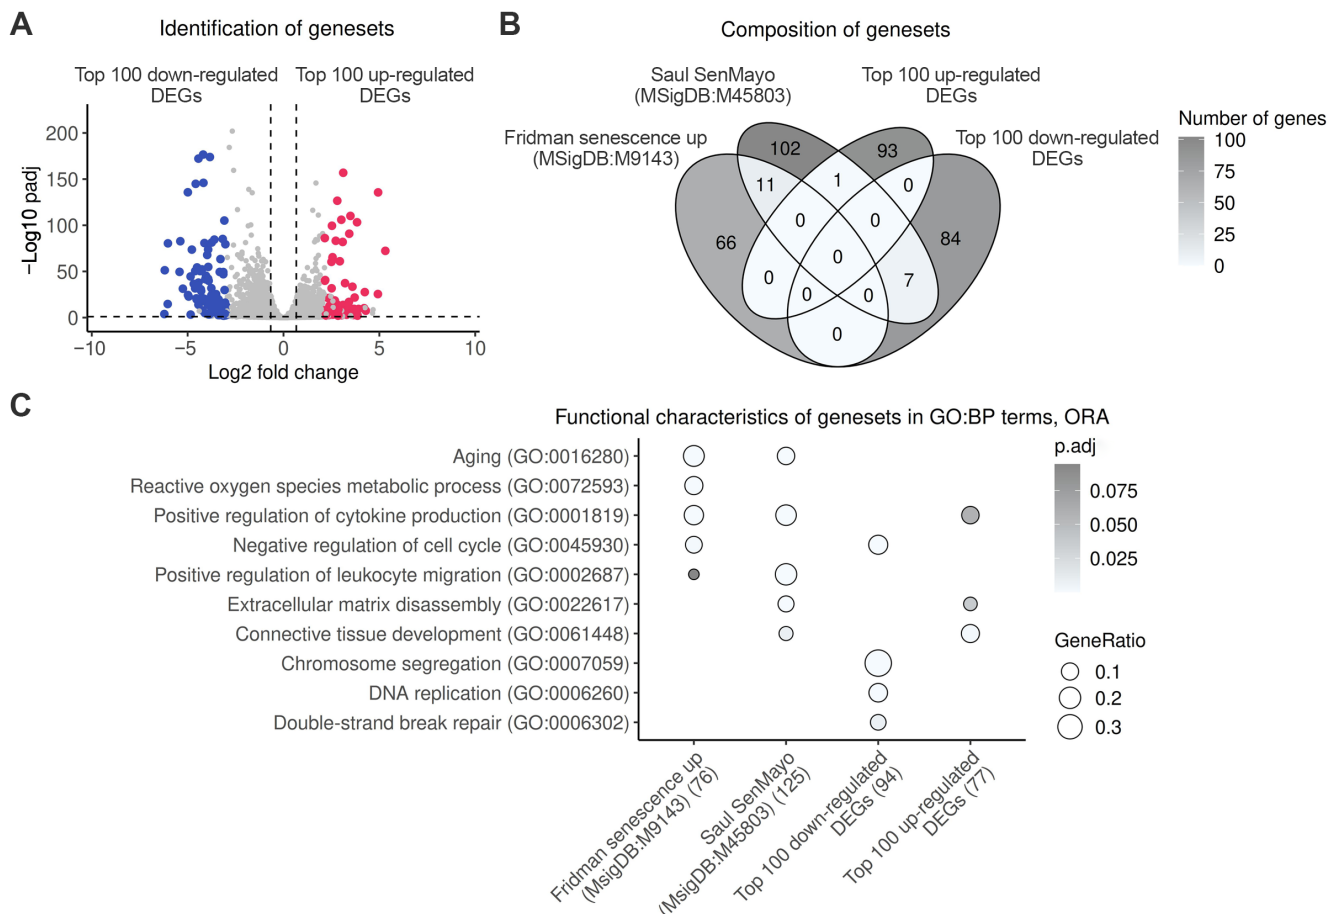 A
Identification of genesets
Top 100 down-regulated
DEGs
Top 100 up-regulated
DEGs
−Log10 padj
200
150
100
50
0
−10
−5
0
5
10
Log2 fold change
B
Composition of genesets
Saul SenMayo
(MSigDB:M45803)
Top 100 up-regulated
DEGs
Fridman senescence up
(MSigDB:M9143)
Top 100 down-regulated
DEGs
102
93
11
1
0
0
0
66
84
0
0
7
0
0
0
Number of genes
100
75
50
25
0
C
Functional characteristics of genesets in GO:BP terms, ORA
Aging (GO:0016280)
Reactive oxygen species metabolic process (GO:0072593)
Positive regulation of cytokine production (GO:0001819)
Negative regulation of cell cycle (GO:0045930)
Positive regulation of leukocyte migration (GO:0002687)
Extracellular matrix disassembly (GO:0022617)
Connective tissue development (GO:0061448)
Chromosome segregation (GO:0007059)
DNA replication (GO:0006260)
Double-strand break repair (GO:0006302)
Fridman senescence up
(MsigDB:M9143) (76)
Saul SenMayo
(MsigDB:M45803) (125)
Top 100 down-regulated
DEGs (94)
Top 100 up-regulated
DEGs (77)
p.adj
0.075
0.050
0.025
GeneRatio
0.1
0.2
0.3